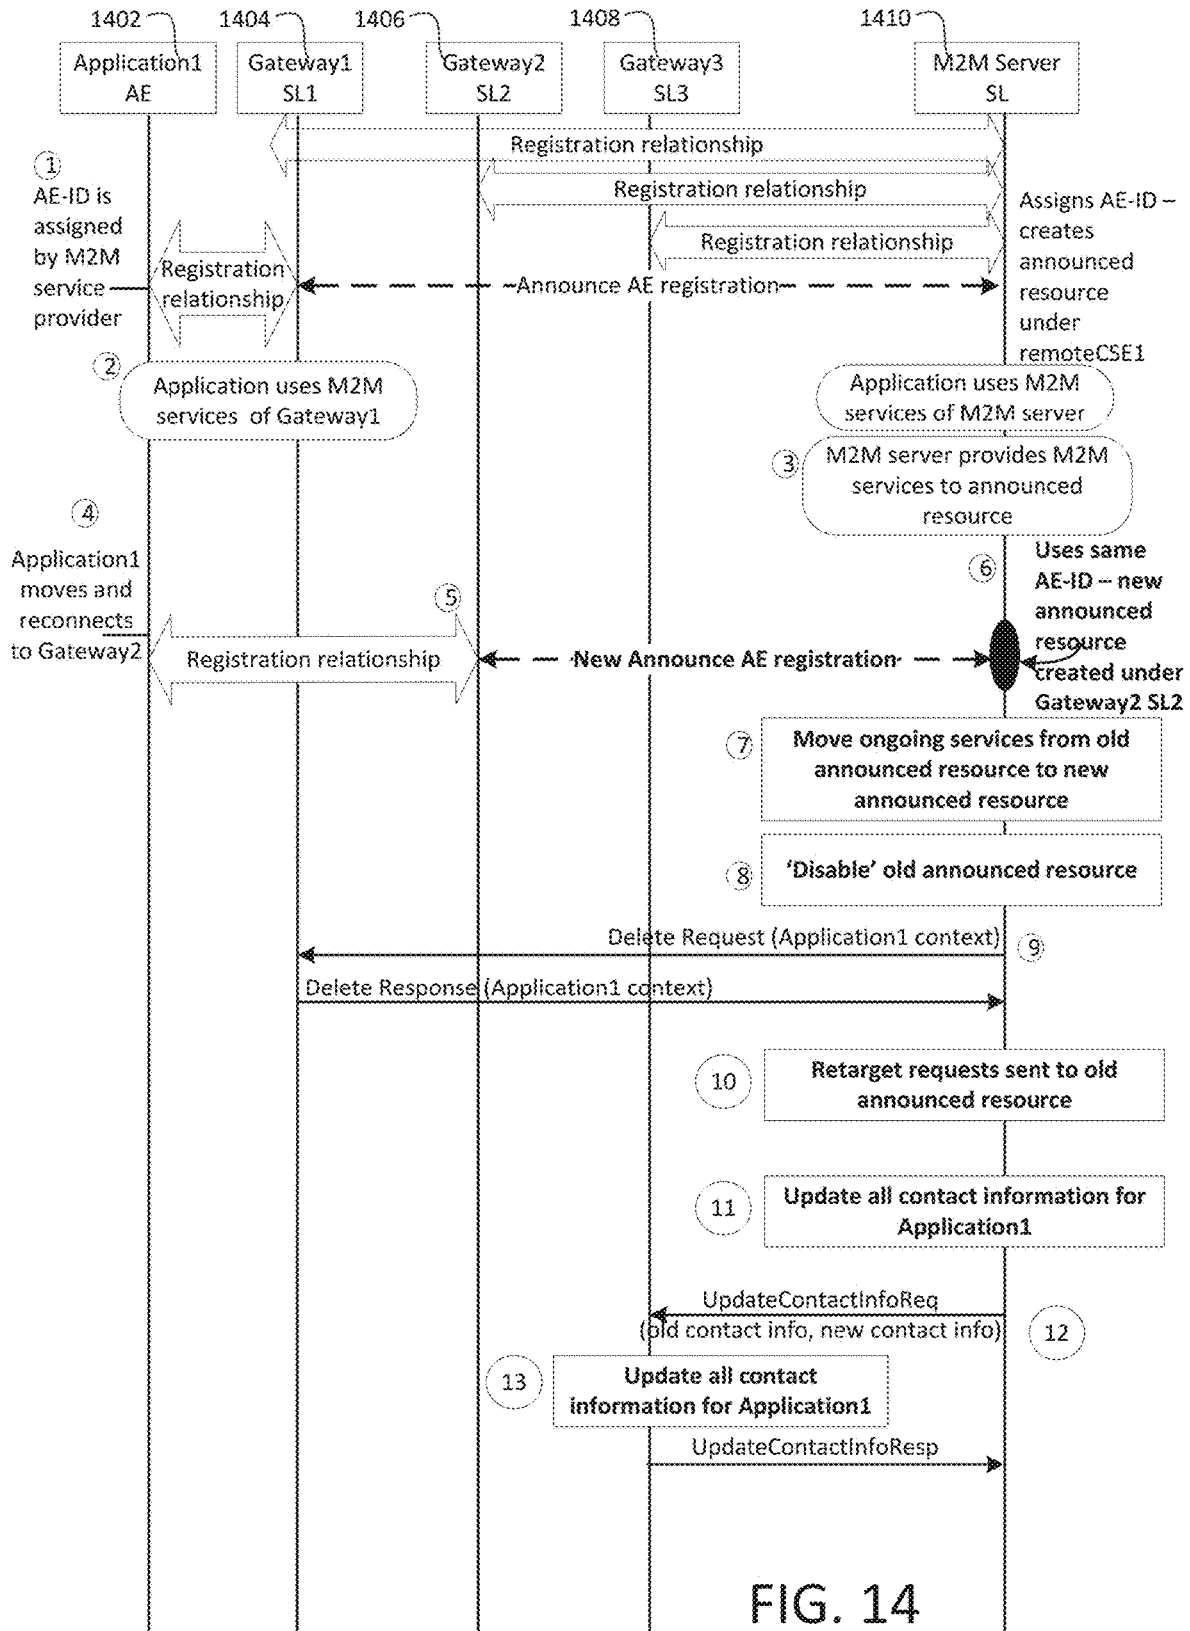 1402
1404
1406
1408
1410
Application1
AE
Gateway1
SL1
Gateway2
SL2
Gateway3
SL3
M2M Server
SL
Registration relationship
Registration relationship
Registration relationship
1
AE-ID is
assigned
by M2M
service
provider
Registration
relationship
Announce AE registration
Assigns AE-ID –
creates
announced
resource
under
remoteCSE1
2
Application uses M2M
services of Gateway1
Application uses M2M
services of M2M server
3
M2M server provides M2M
services to announced
resource
4
Application1
moves and
reconnects
to Gateway2
5
Registration relationship
New Announce AE registration
6
Uses same
AE-ID – new
announced
resource
created under
Gateway2 SL2
7
Move ongoing services from old
announced resource to new
announced resource
8
‘Disable’ old announced resource
Delete Request (Application1 context)
9
Delete Response (Application1 context)
10
Retarget requests sent to old
announced resource
11
Update all contact information for
Application1
UpdateContactInfoReq
(old contact info, new contact info)
12
13
Update all contact
information for Application1
UpdateContactInfoResp
FIG. 14